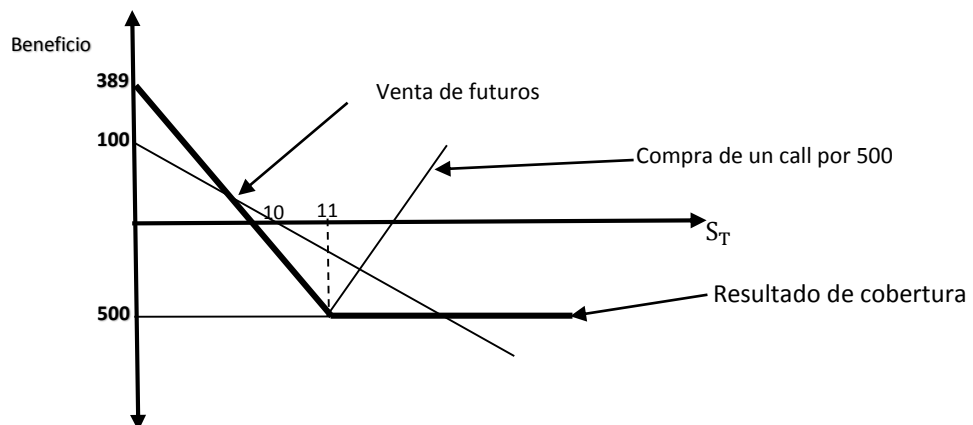 Beneficio
389
Venta de futuros
100
Compra de un call por 500
10
11
S_T
500
Resultado de cobertura